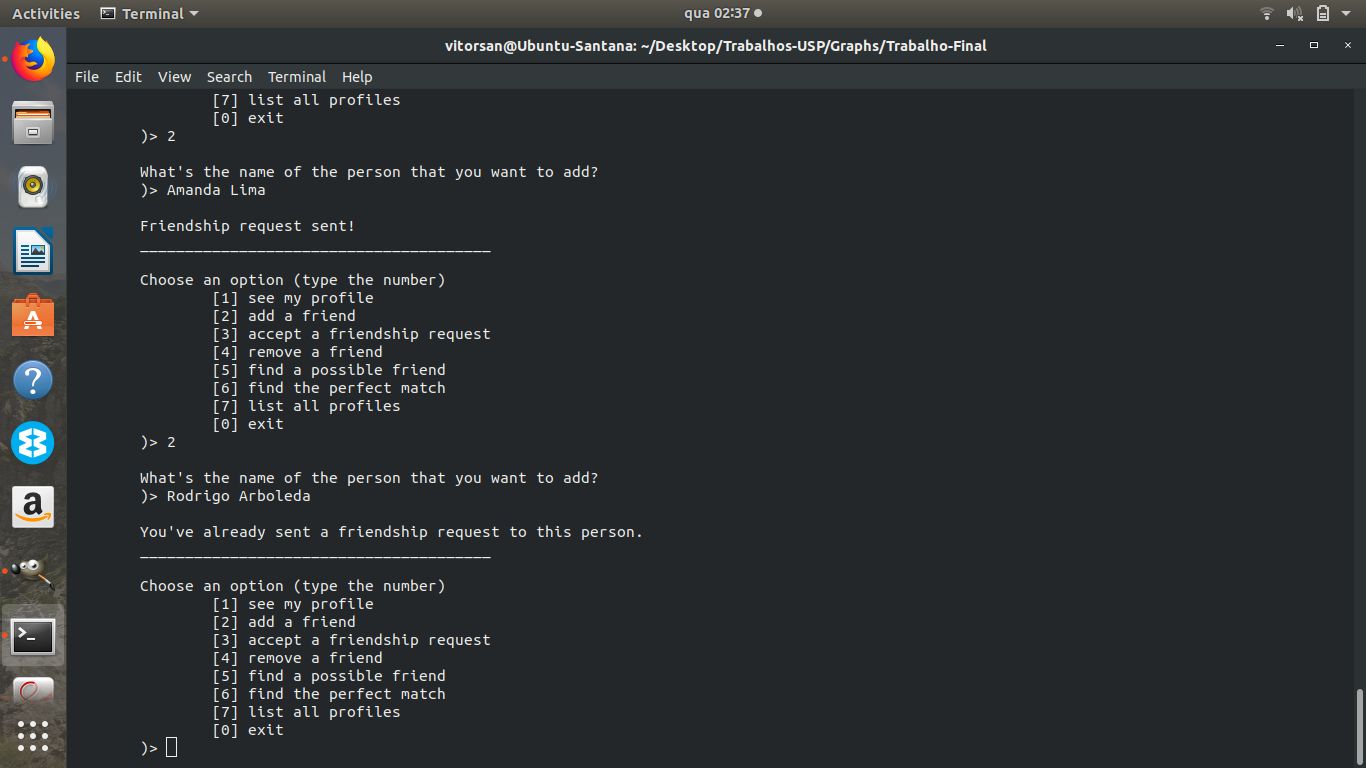 Activities Terminal qua 02:37
vitorsan@Ubuntu-Santana: ~/Desktop/Trabalhos-USP/Graphs/Trabalho-Final
File Edit View Search Terminal Help
[7] list all profiles
[0] exit
)> 2
What's the name of the person that you want to add?
)> Amanda Lima
Friendship request sent!
_______________________________________
Choose an option (type the number)
[1] see my profile
[2] add a friend
[3] accept a friendship request
[4] remove a friend
[5] find a possible friend
[6] find the perfect match
[7] list all profiles
[0] exit
)> 2
What's the name of the person that you want to add?
)> Rodrigo Arboleda
You've already sent a friendship request to this person.
_______________________________________
Choose an option (type the number)
[1] see my profile
[2] add a friend
[3] accept a friendship request
[4] remove a friend
[5] find a possible friend
[6] find the perfect match
[7] list all profiles
[0] exit
)>